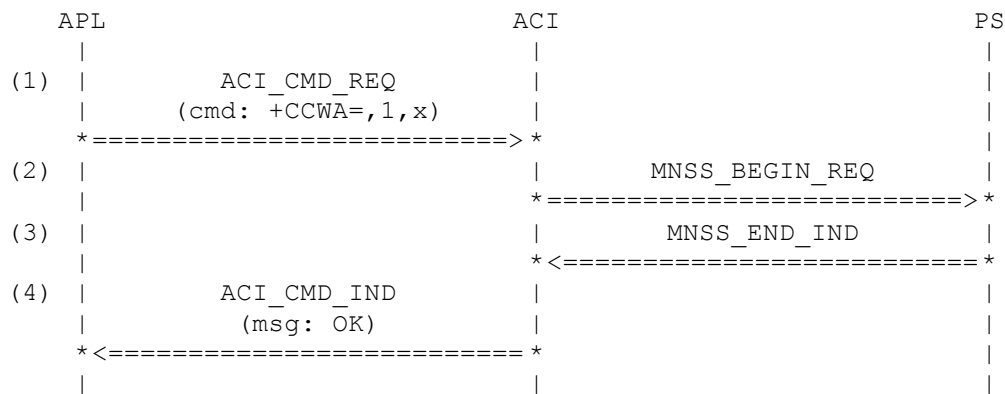 APL ACI PS
(1) ACI_CMD_REQ
(cmd: +CCWA=,1,x)
(2) MNSS_BEGIN_REQ
(3) MNSS_END_IND
(4) ACI_CMD_IND
(msg: OK)